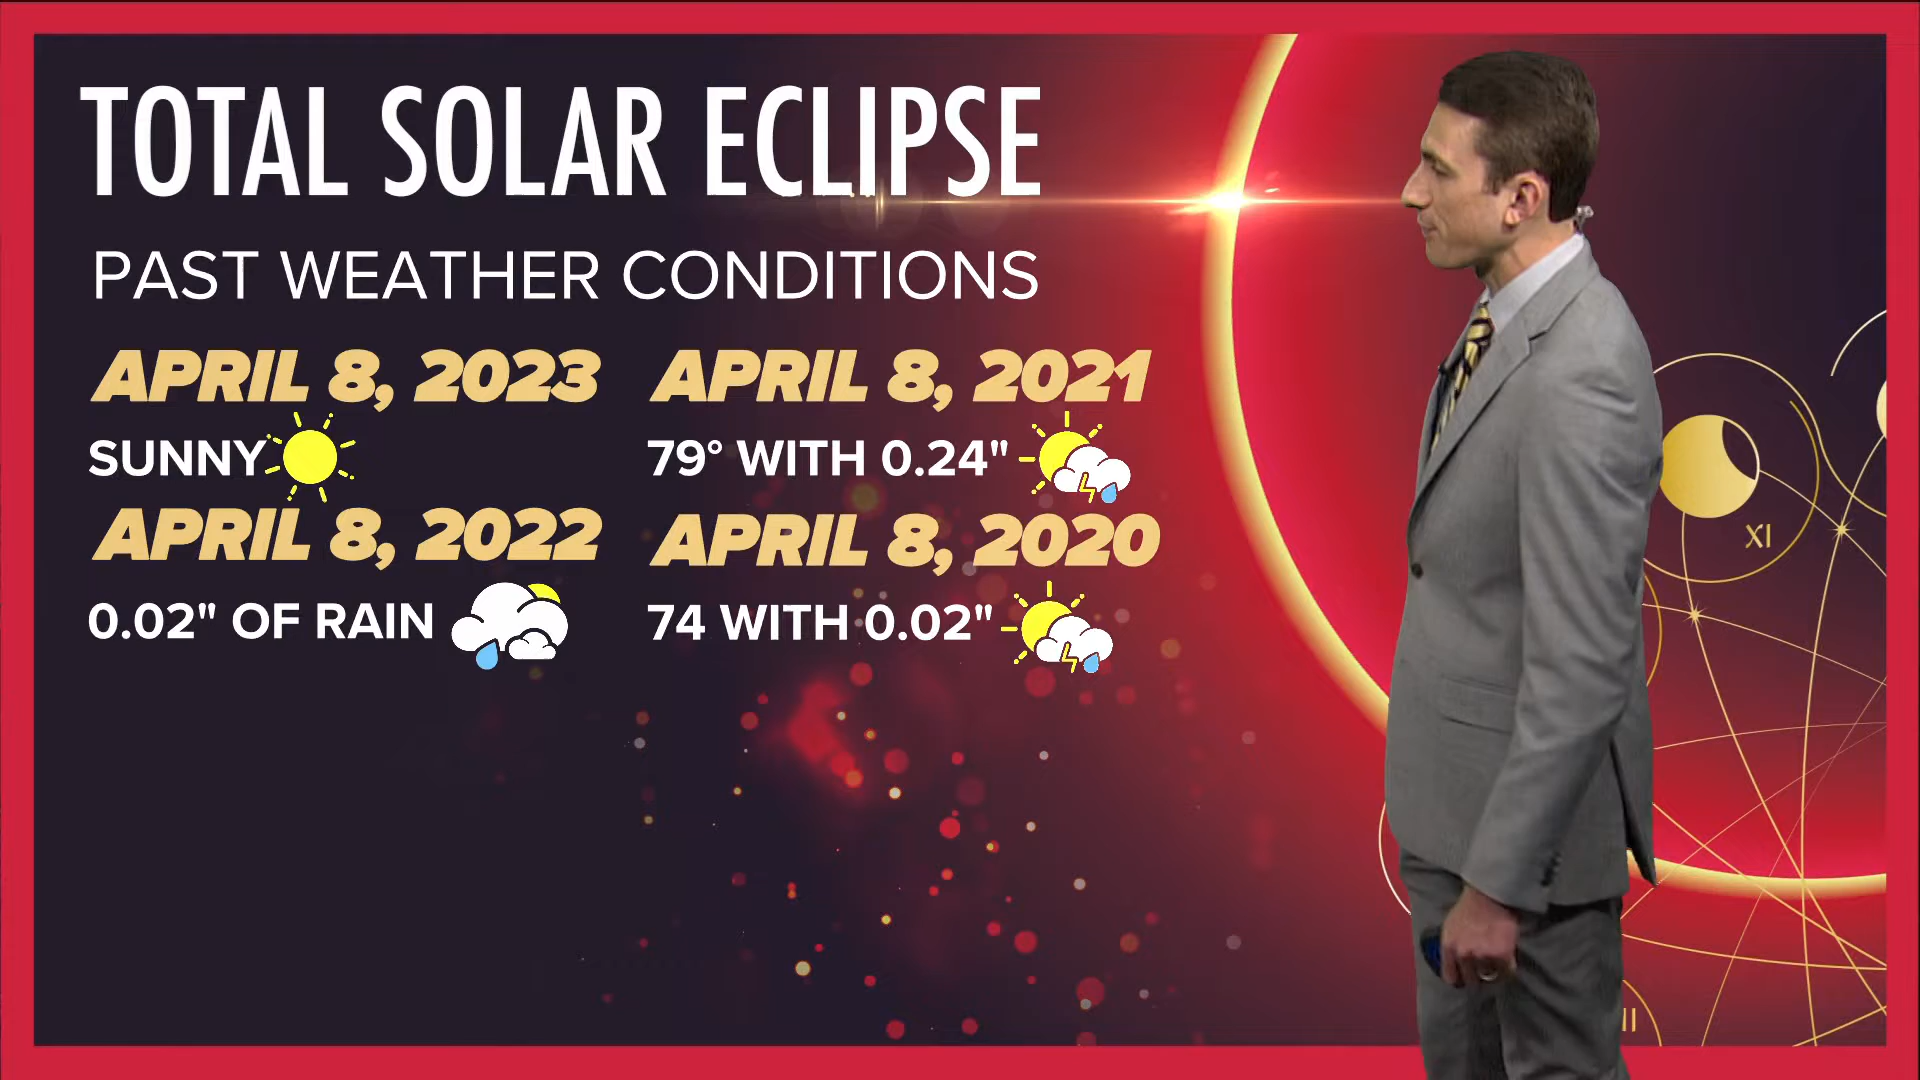 TOTAL SOLAR ECLIPSE
PAST WEATHER CONDITIONS
APRIL 8, 2023
SUNNY
APRIL 8, 2022
0.02" OF RAIN
APRIL 8, 2021
79° WITH 0.24"
APRIL 8, 2020
74 WITH 0.02"
XI
II